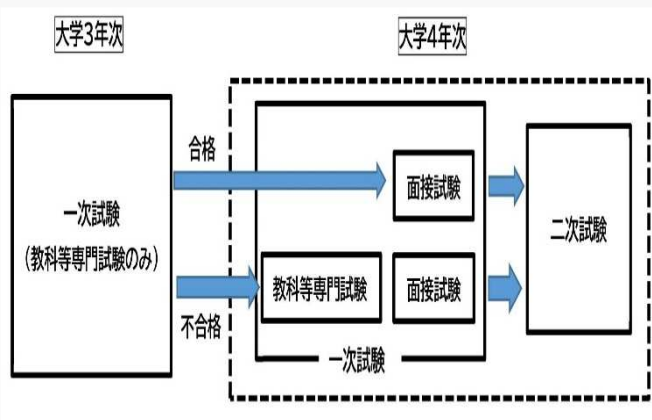 大学3年次
大学4年次
一次試験
(教科等専門試験のみ)
合格
不合格
面接試験
教科等専門試験
面接試験
一次試験
二次試験